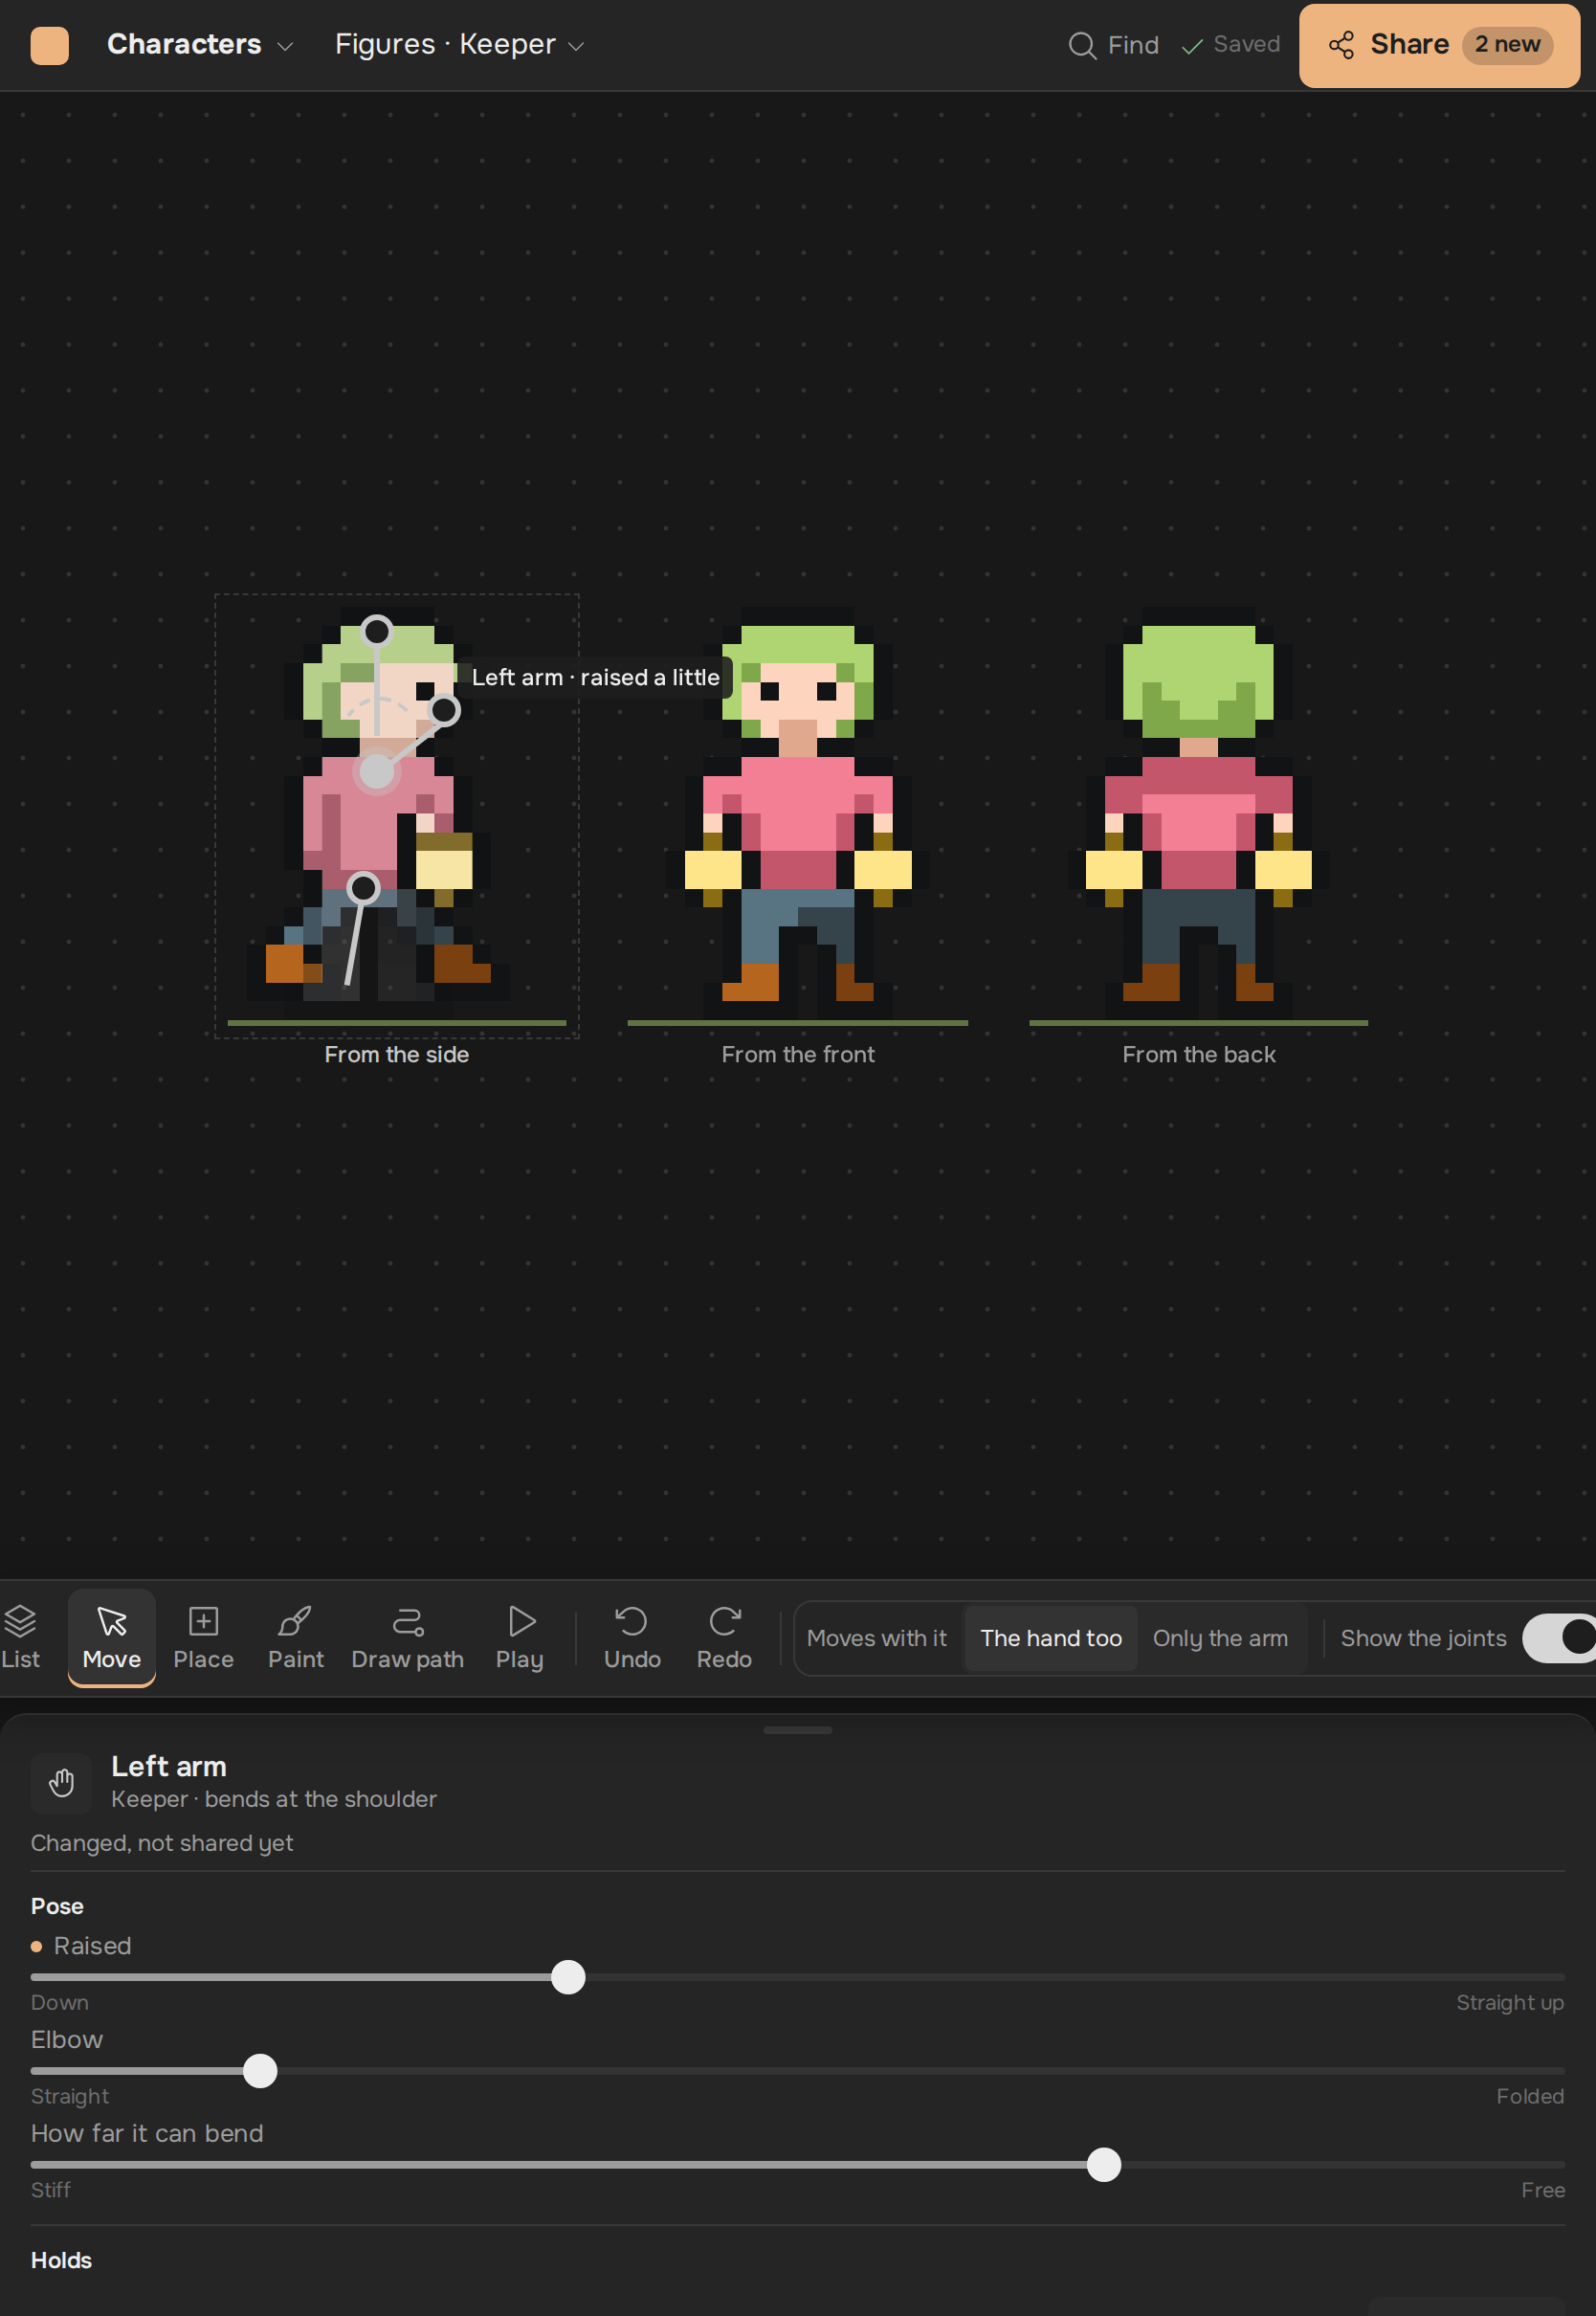 Characters
Figures · Keeper
Find
Saved
Share
2 new
Left arm · raised a little
From the side
From the front
From the back
List
Move
Place
Paint
Draw path
Play
Undo
Redo
Moves with it
The hand too
Only the arm
Show the joints
Left arm
Keeper · bends at the shoulder
Changed, not shared yet
Pose
Raised
Down
Straight up
Elbow
Straight
Folded
How far it can bend
Stiff
Free
Holds